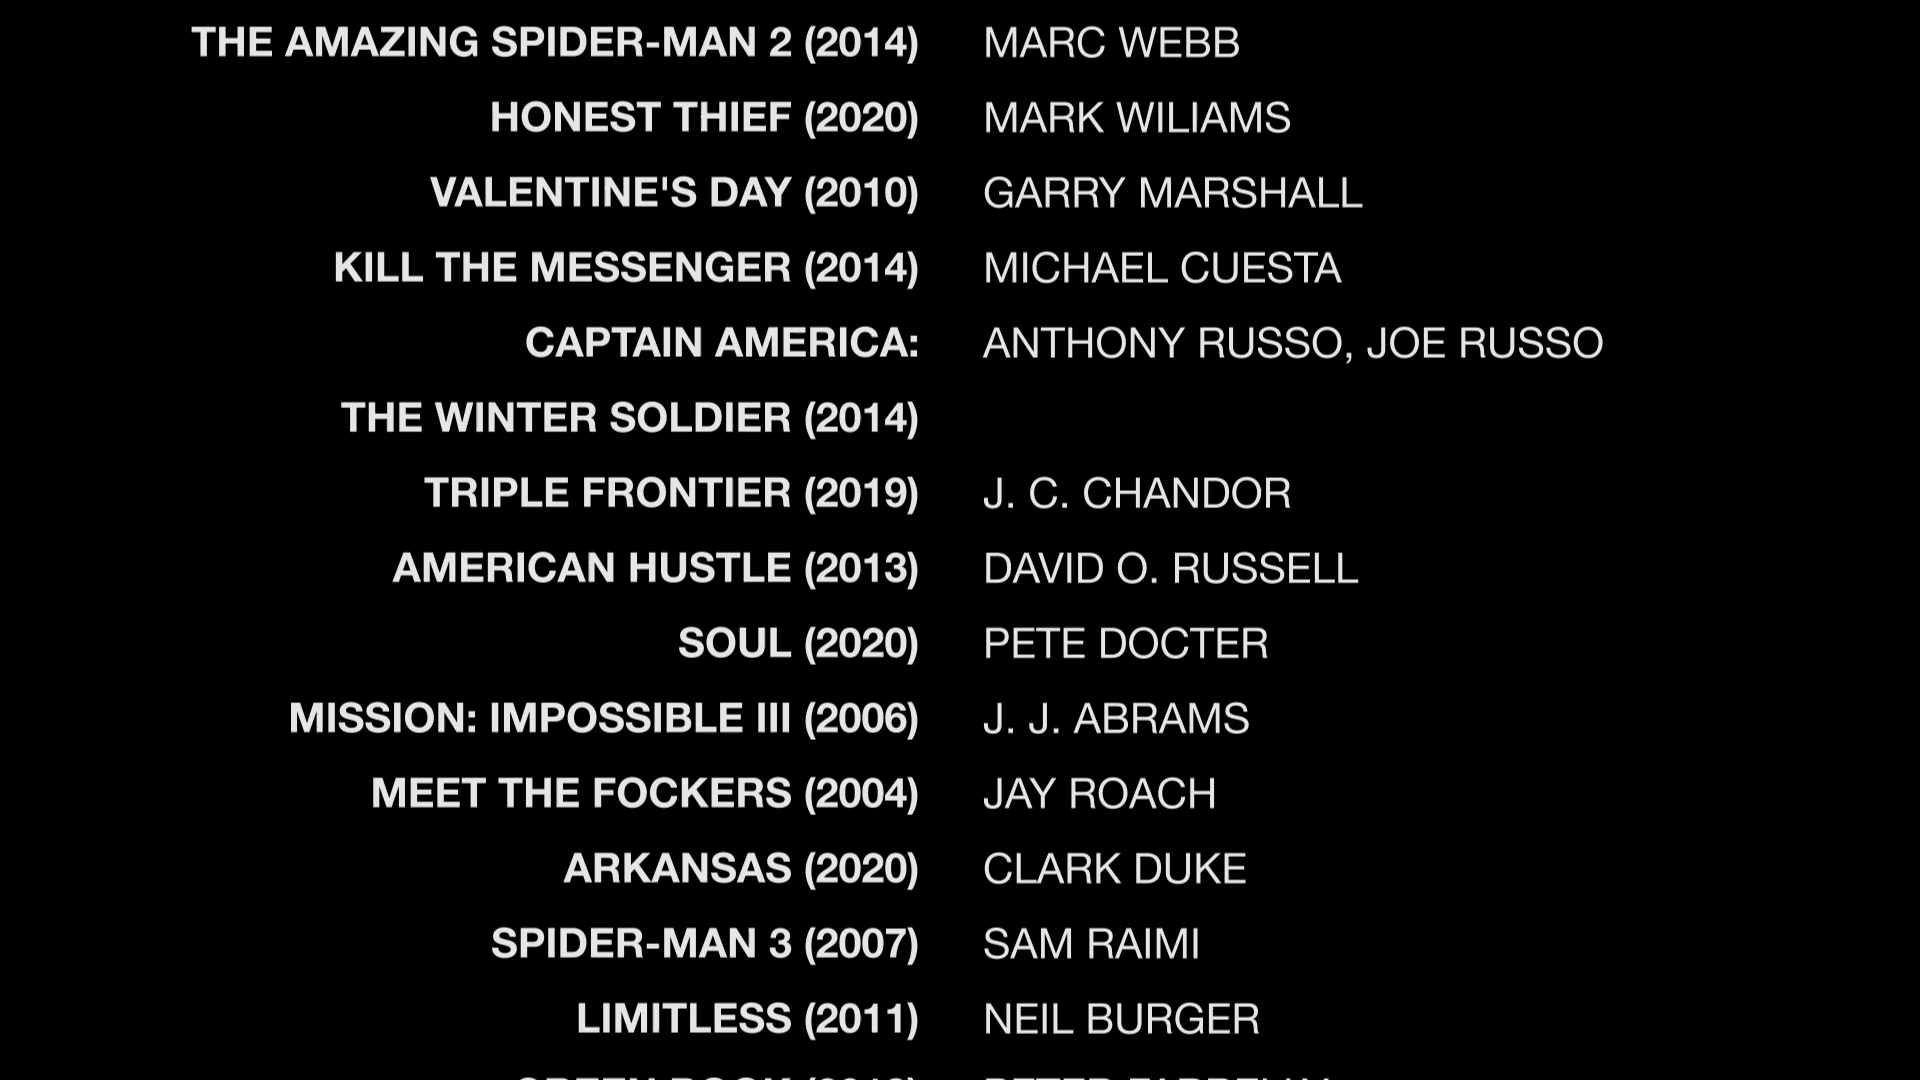 THE AMAZING SPIDER-MAN 2 (2014) MARC WEBB
HONEST THIEF (2020) MARK WILIAMS
VALENTINE'S DAY (2010) GARRY MARSHALL
KILL THE MESSENGER (2014) MICHAEL CUESTA
CAPTAIN AMERICA: ANTHONY RUSSO, JOE RUSSO
THE WINTER SOLDIER (2014)
TRIPLE FRONTIER (2019) J. C. CHANDOR
AMERICAN HUSTLE (2013) DAVID O. RUSSELL
SOUL (2020) PETE DOCTER
MISSION: IMPOSSIBLE III (2006) J. J. ABRAMS
MEET THE FOCKERS (2004) JAY ROACH
ARKANSAS (2020) CLARK DUKE
SPIDER-MAN 3 (2007) SAM RAIMI
LIMITLESS (2011) NEIL BURGER